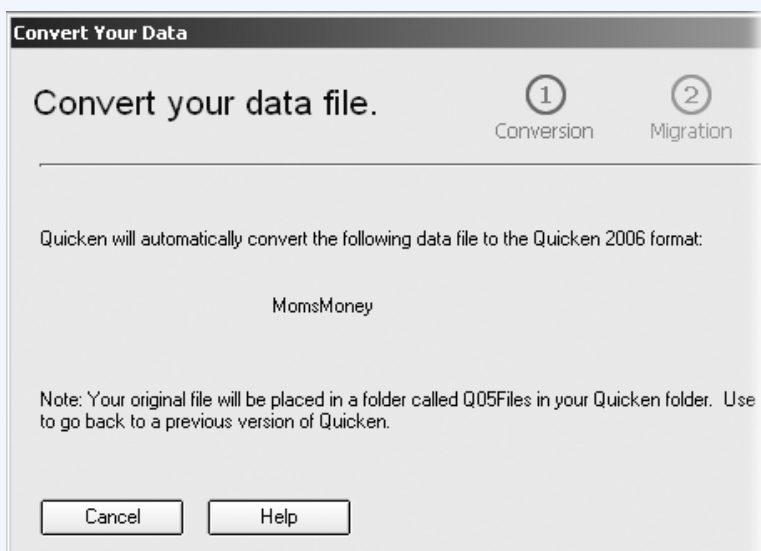 Convert Your Data
Convert your data file.
1
Conversion
2
Migration
Quicken will automatically convert the following data file to the Quicken 2006 format:
MomsMoney
Note: Your original file will be placed in a folder called Q05Files in your Quicken folder.  Use
to go back to a previous version of Quicken.
Cancel
Help